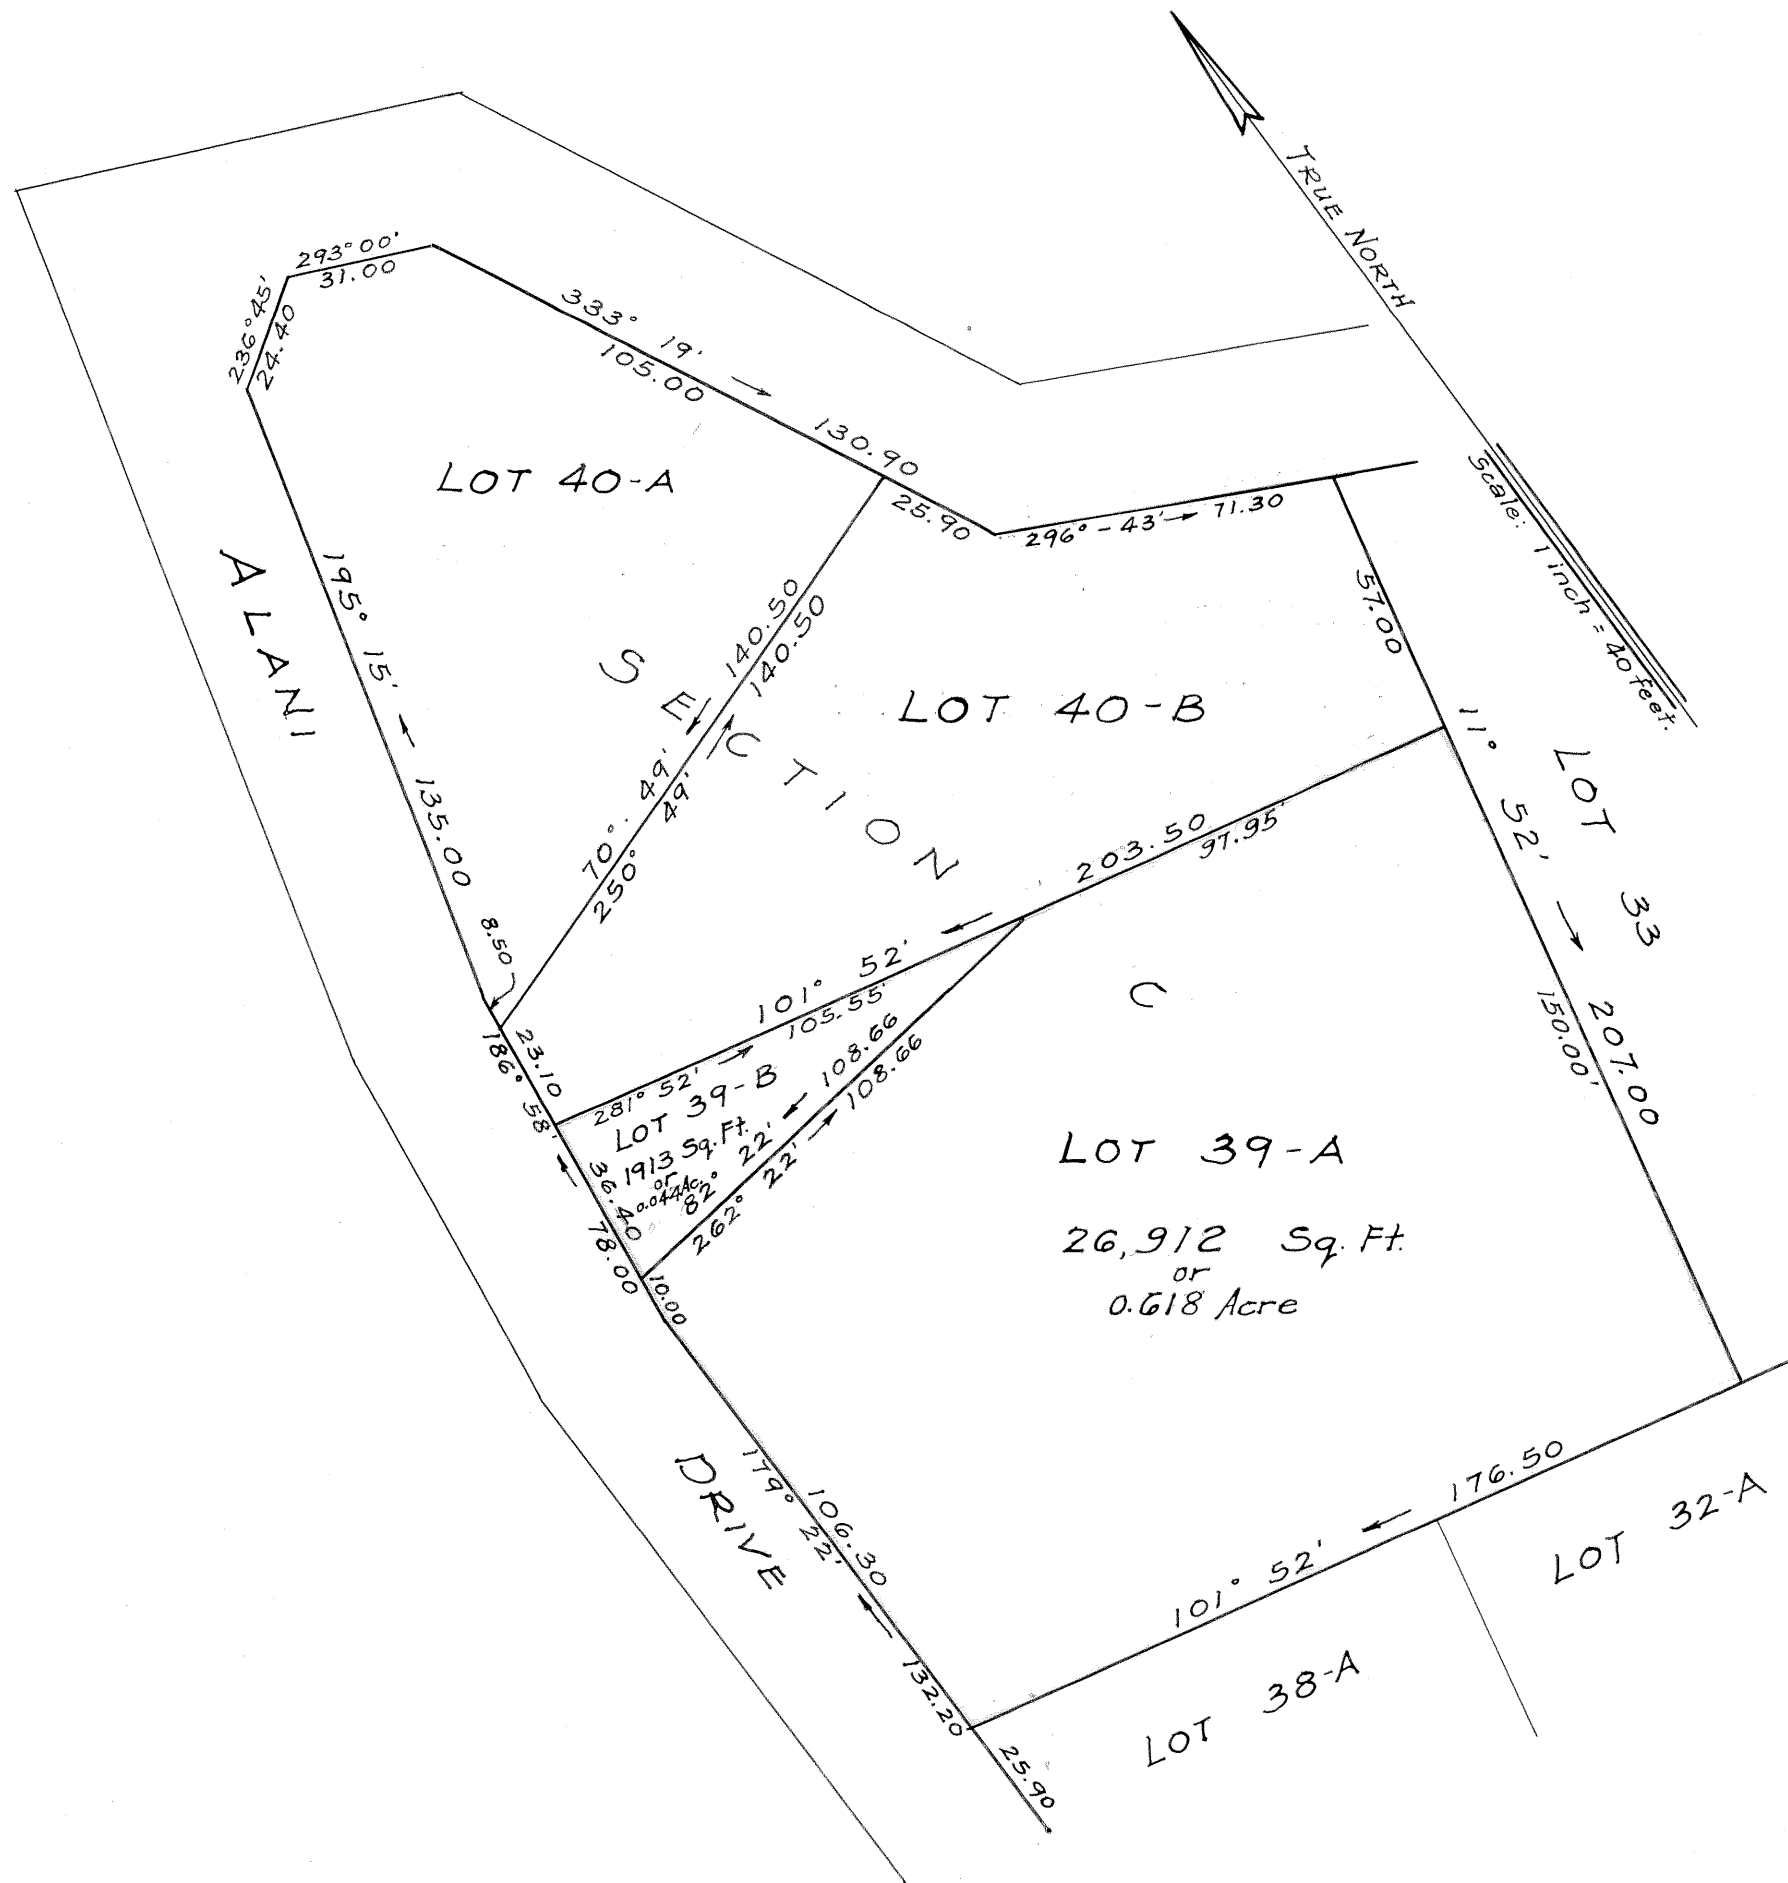 TRUE NORTH
Scale: 1 inch = 40 feet.
293° 00'
31.00
236° 45'
24.40
333° 19' 130.90
105.00
25.90
296° - 43' 71.30
LOT 40-A
ALANI
195° 15' 135.00
8.50
140.50
140.50
70° 49'
250° 49'
SECTION
LOT 40-B
57.00
11° 52' 207.00
150.00'
LOT 33
203.50
97.95'
101° 52'
105.55'
281° 52'
23.10
186° 58' 78.00
LOT 39-B
1913 Sq. Ft.
or
0.044 Ac.
36.40
108.66
108.66
82° 22'
262° 22'
C
10.00
LOT 39-A
26,912 Sq. Ft.
or
0.618 Acre
DRIVE
179° 22' 132.20
106.30
25.90
176.50
101° 52'
LOT 38-A
LOT 32-A